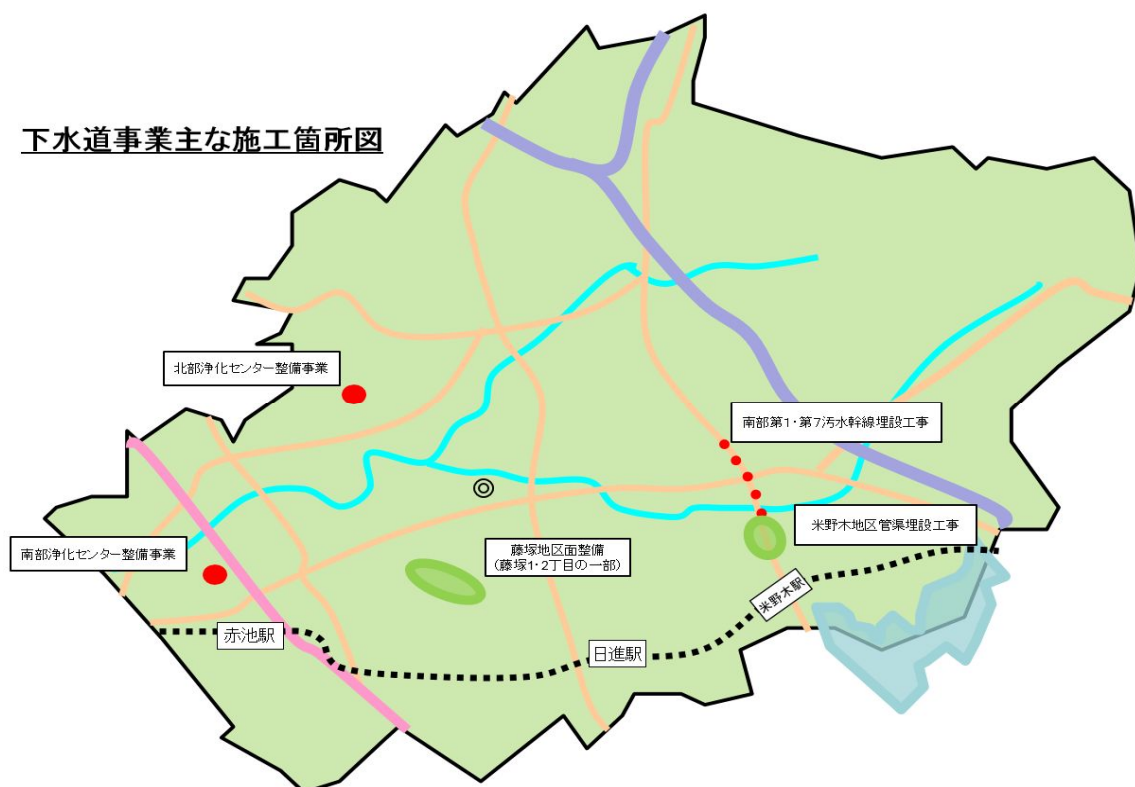 下水道事業主な施工箇所図
北部浄化センター整備事業
南部第1・第7汚水幹線埋設工事
米野木地区管渠埋設工事
南部浄化センター整備事業
藤塚地区面整備
(藤塚1・2丁目の一部)
米野木駅
赤池駅
日進駅